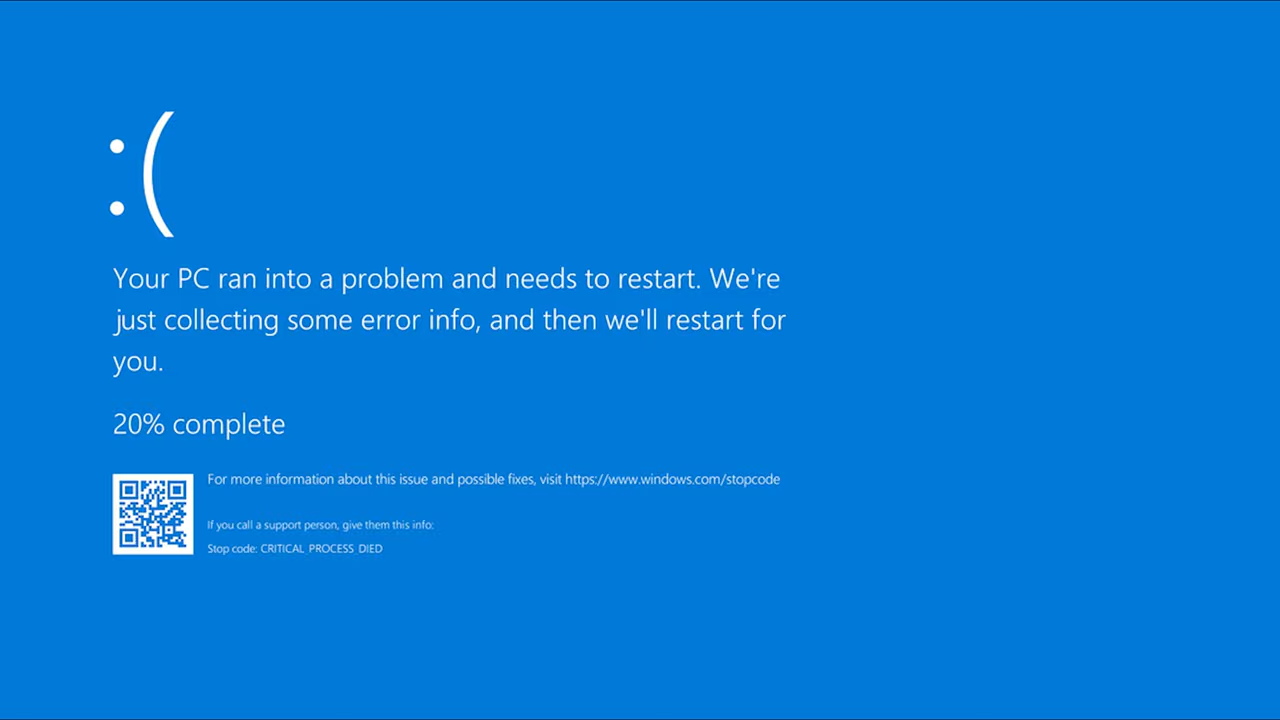 :(
Your PC ran into a problem and needs to restart. We're
just collecting some error info, and then we'll restart for
you.
20% complete
For more information about this issue and possible fixes, visit https://www.windows.com/stopcode
If you call a support person, give them this info:
Stop code: CRITICAL_PROCESS_DIED